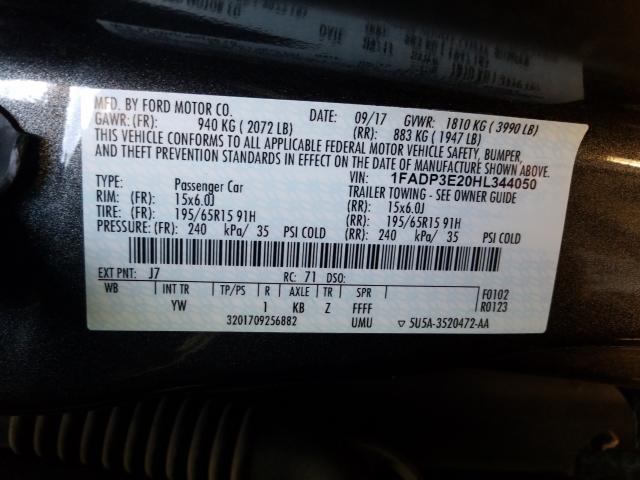 MFD. BY FORD MOTOR CO. DATE: 09/17 GVWR: 1810 KG ( 3990 LB)
GAWR: (FR): 940 KG ( 2072 LB) (RR): 883 KG ( 1947 LB)
THIS VEHICLE CONFORMS TO ALL APPLICABLE FEDERAL MOTOR VEHICLE SAFETY, BUMPER,
AND THEFT PREVENTION STANDARDS IN EFFECT ON THE DATE OF MANUFACTURE SHOWN ABOVE.
VIN: 1FADP3E20HL344050
TYPE: Passenger Car TRAILER TOWING - SEE OWNER GUIDE
RIM: (FR): 15x6.0J (RR): 15x6.0J
TIRE: (FR): 195/65R15 91H (RR): 195/65R15 91H
PRESSURE: (FR): 240 kPa/ 35 PSI COLD (RR): 240 kPa/ 35 PSI COLD
EXT PNT: J7 RC: 71 DSO:
WB INT TR TP/PS R AXLE TR SPR F0102
YW 1 KB Z FFFF R0123
3201709256882 UMU ▽ 5U5A-3520472-AA